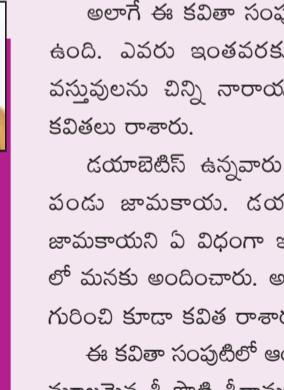 అలాగే ఈ కవితా సంపు
ఉంది. ఎవరు ఇంతవరకు
వస్తువులను చిన్ని నారాయ
కవితలు రాశారు.
డయాబెటిస్ ఉన్నవారు
పండు జామకాయ. డయ
జామకాయని ఏ విధంగా
లో మనకు అందించారు. అ
గురించి కూడా కవిత రాశార
ఈ కవితా సంపుటిలో